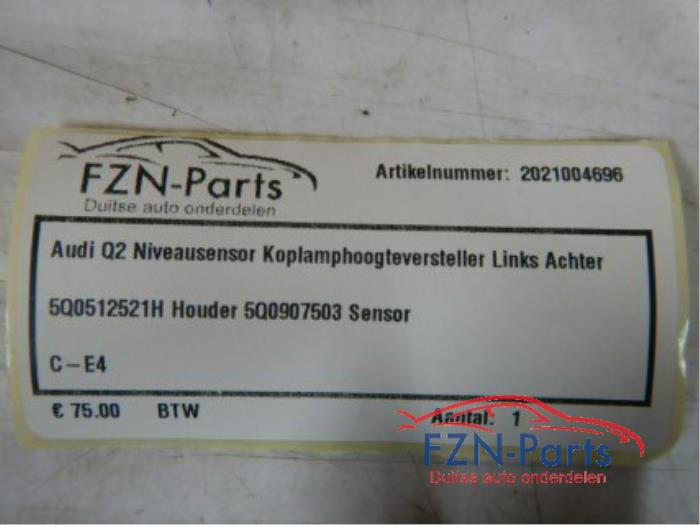 FZN-Parts
Duitse auto onderdelen
Artikelnummer: 2021004696
Audi Q2 Niveausensor Koplamphoogteversteller Links Achter
5Q0512521H Houder 5Q0907503 Sensor
C-E4
€ 75.00 BTW
Aantal: 1
FZN-Parts
Duitse auto onderdelen